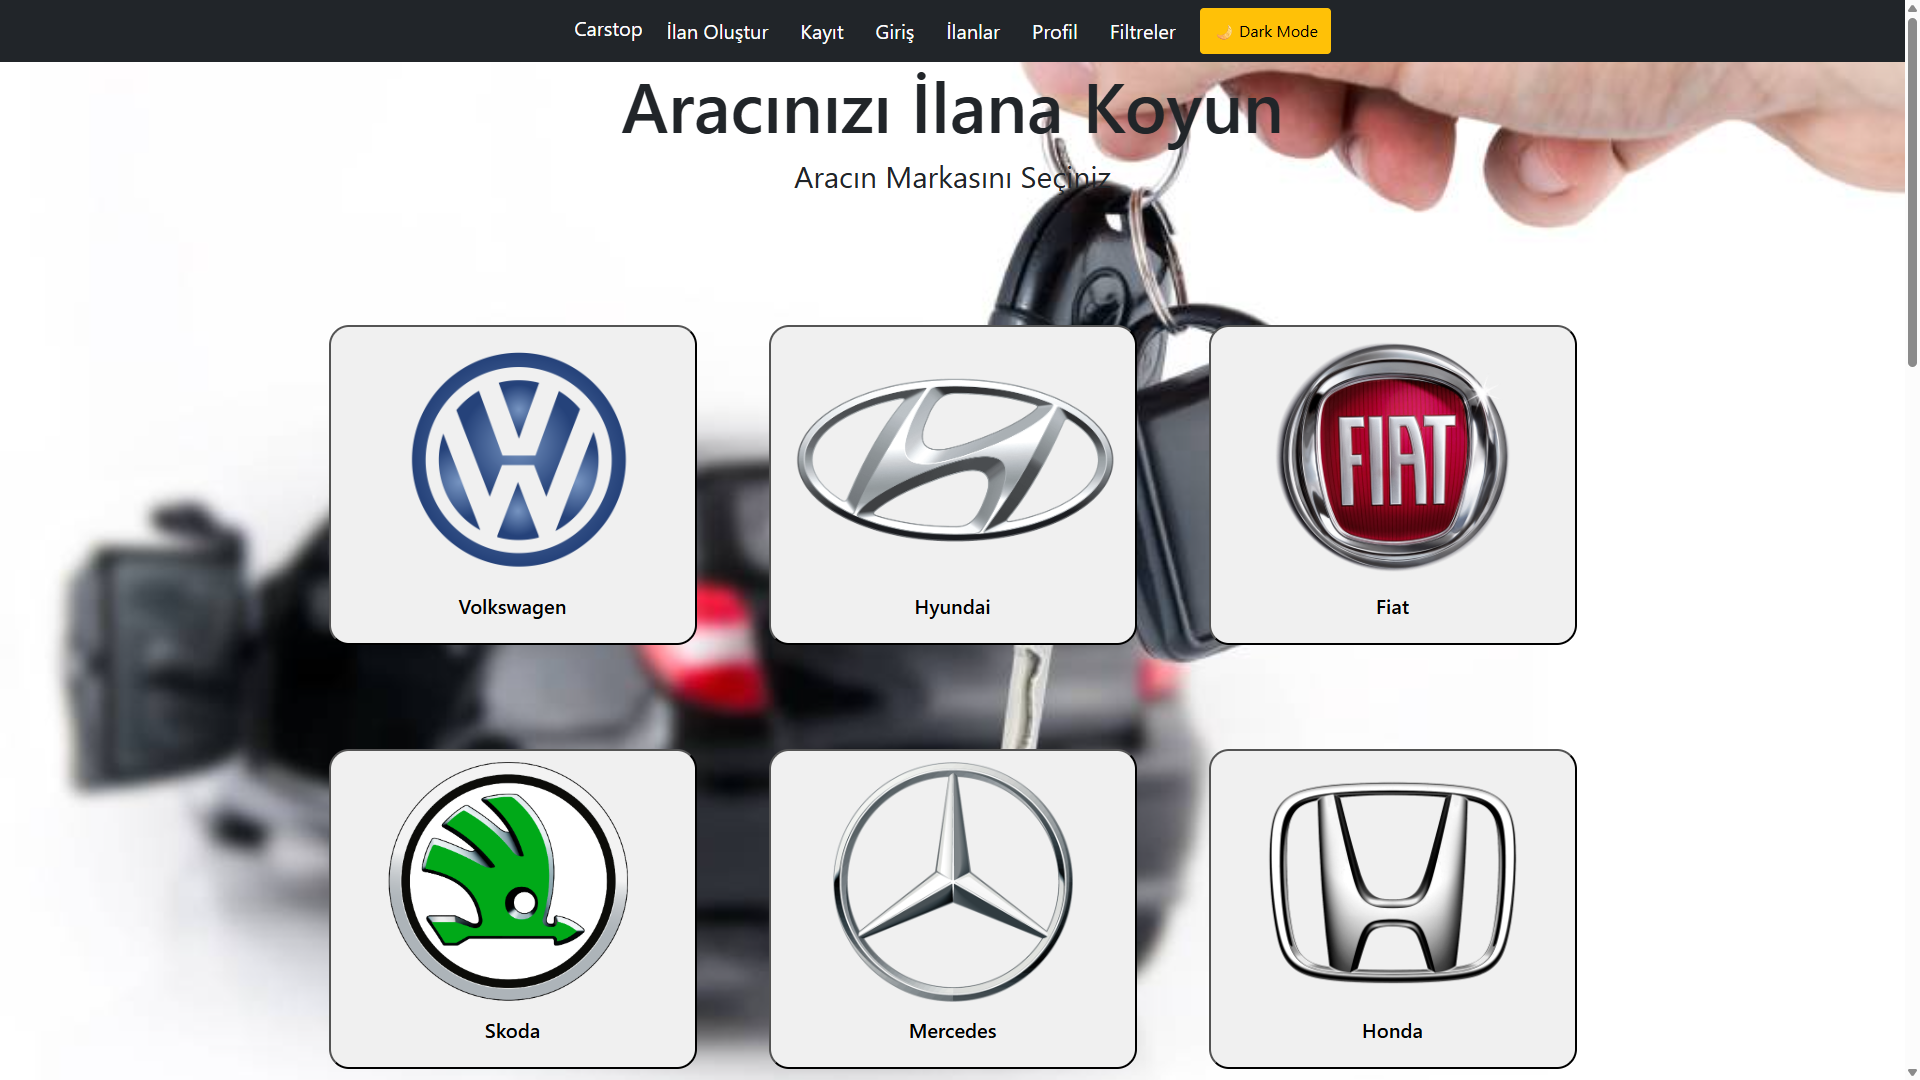 Carstop İlan Oluştur Kayıt Giriş İlanlar Profil Filtreler 🌙 Dark Mode
Aracınızı İlana Koyun
Aracın Markasını Seçiniz
FIAT
Volkswagen Hyundai Fiat
Skoda Mercedes Honda